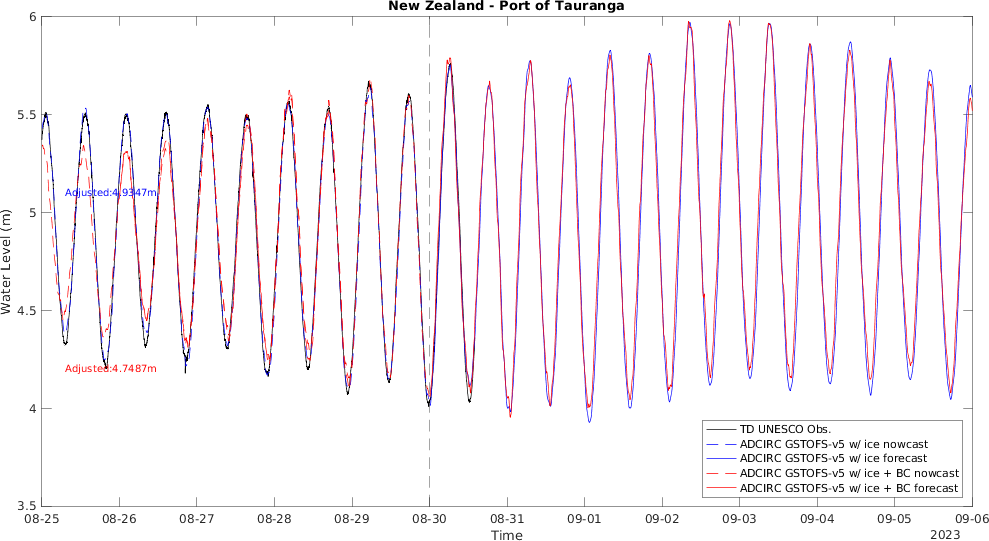 New Zealand - Port of Tauranga
Water Level (m)
6
5.5
5
4.5
4
3.5
Adjusted:4.9347m
Adjusted:4.7487m
TD UNESCO Obs.
ADCIRC GSTOFS-v5 w/ ice nowcast
ADCIRC GSTOFS-v5 w/ ice forecast
ADCIRC GSTOFS-v5 w/ ice + BC nowcast
ADCIRC GSTOFS-v5 w/ ice + BC forecast
08-25 08-26 08-27 08-28 08-29 08-30 08-31 09-01 09-02 09-03 09-04 09-05 09-06
Time
2023